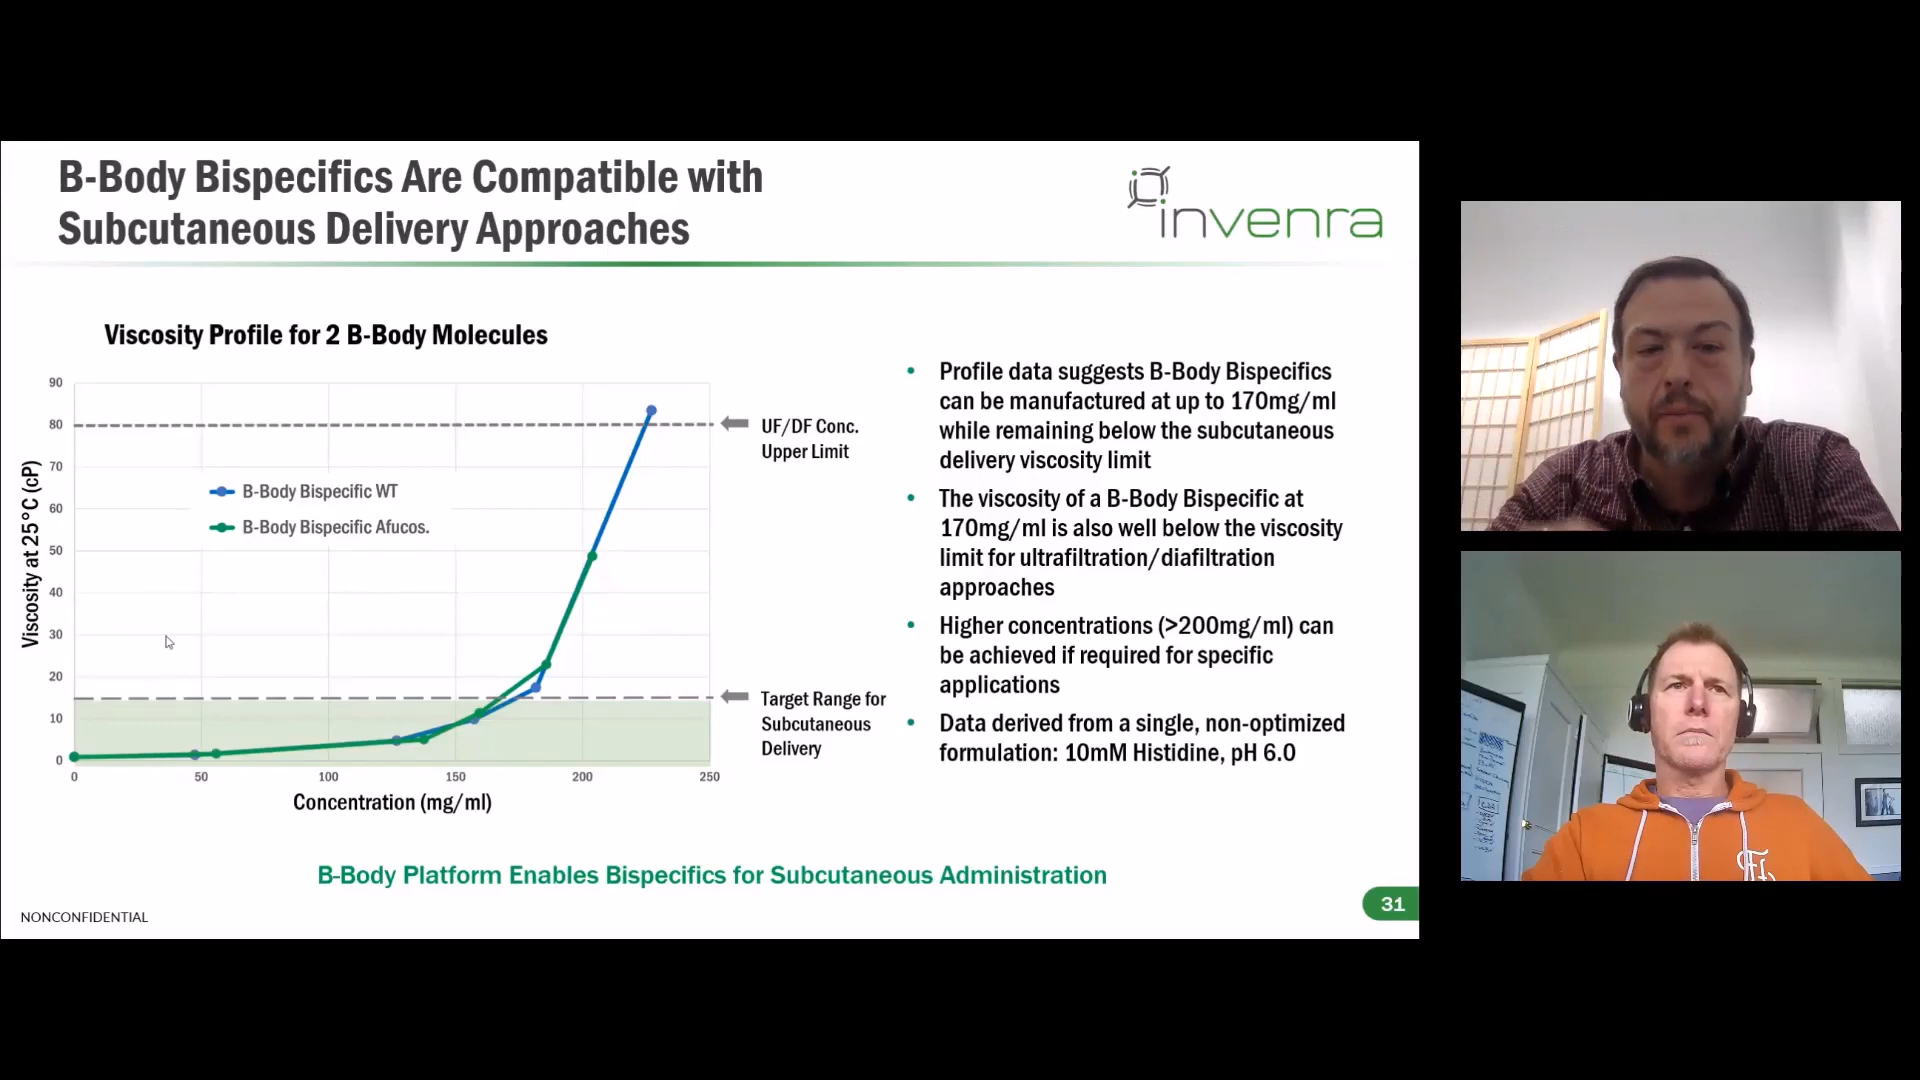 B-Body Bispecifics Are Compatible with
Subcutaneous Delivery Approaches
invenra
Viscosity Profile for 2 B-Body Molecules
90
80
70
60
50
40
30
20
10
0
Viscosity at 25°C (cP)
B-Body Bispecific WT
B-Body Bispecific Afucos.
UF/DF Conc.
Upper Limit
Target Range for
Subcutaneous
Delivery
0 50 100 150 200 250
Concentration (mg/ml)
• Profile data suggests B-Body Bispecifics
can be manufactured at up to 170mg/ml
while remaining below the subcutaneous
delivery viscosity limit
• The viscosity of a B-Body Bispecific at
170mg/ml is also well below the viscosity
limit for ultrafiltration/diafiltration
approaches
• Higher concentrations (>200mg/ml) can
be achieved if required for specific
applications
• Data derived from a single, non-optimized
formulation: 10mM Histidine, pH 6.0
B-Body Platform Enables Bispecifics for Subcutaneous Administration
NONCONFIDENTIAL
31